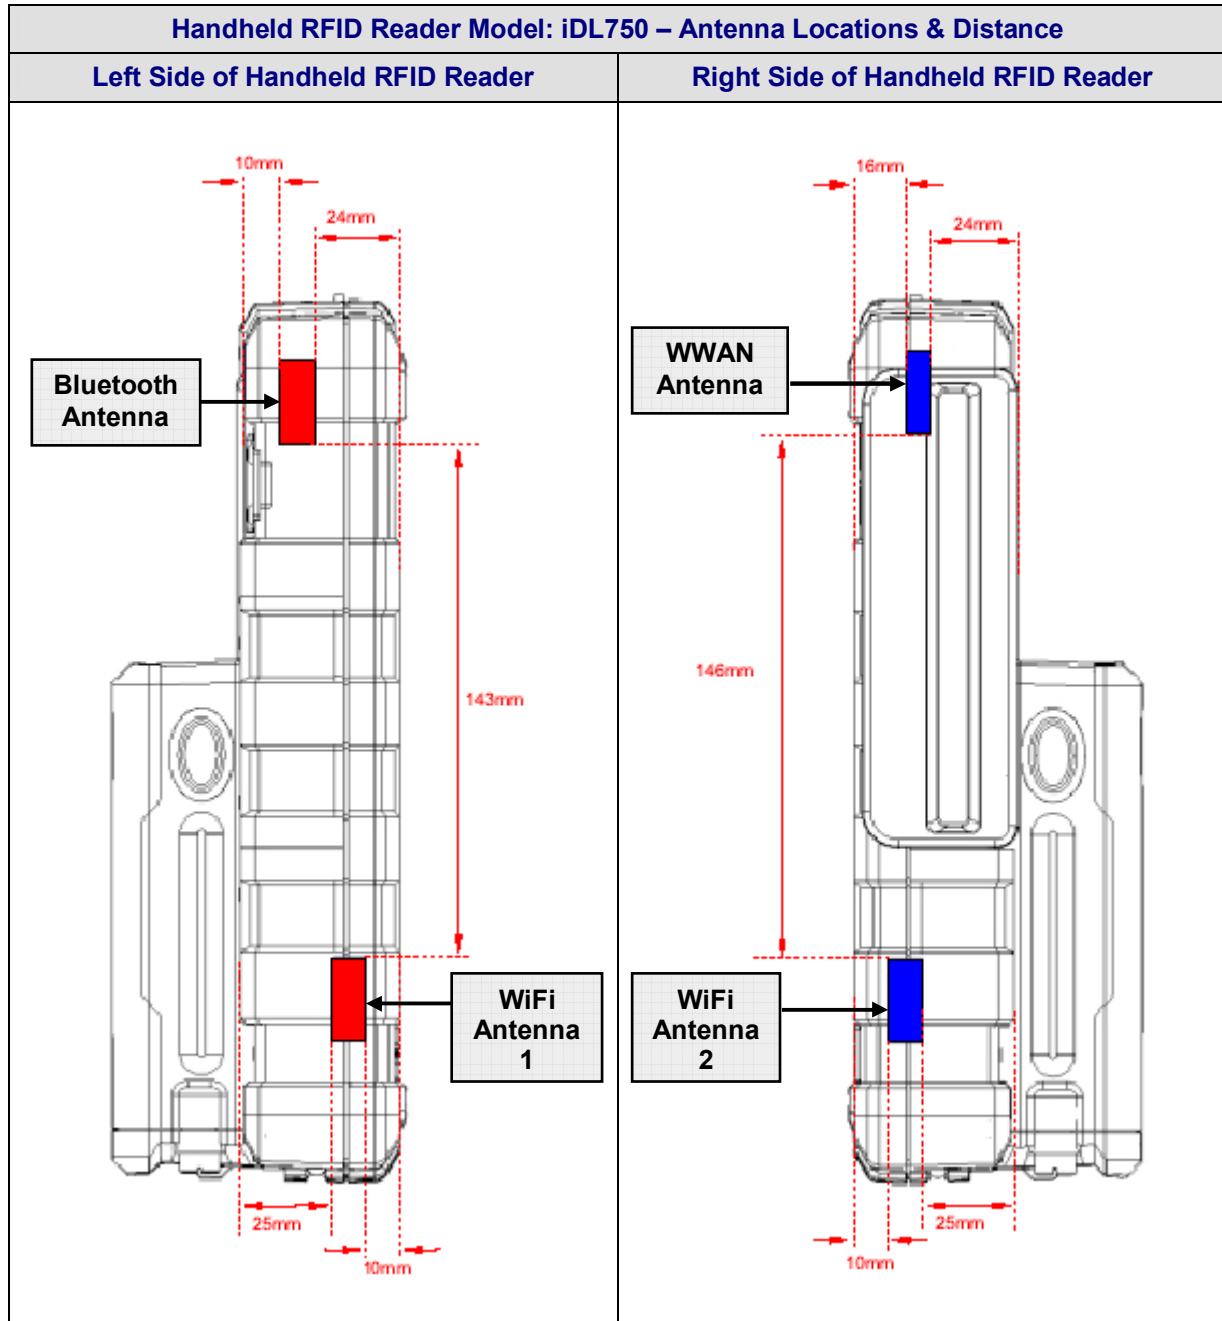 Handheld RFID Reader Model: iDL750 – Antenna Locations & Distance
Left Side of Handheld RFID Reader
Right Side of Handheld RFID Reader
10mm
24mm
Bluetooth
Antenna
143mm
WiFi
Antenna
1
25mm
10mm
16mm
24mm
WWAN
Antenna
146mm
WiFi
Antenna
2
25mm
10mm